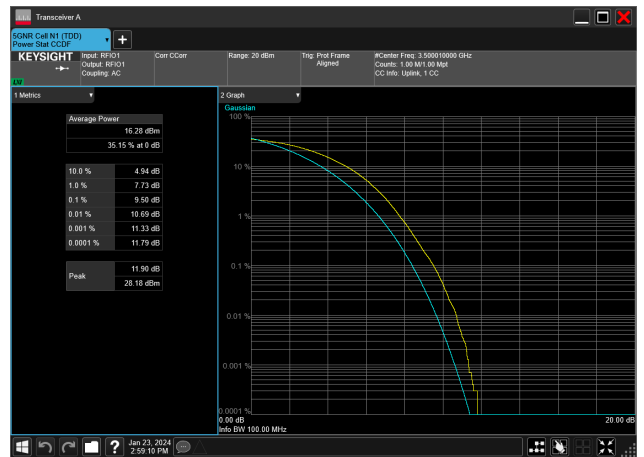 Transceiver A
5GNR Cell N1 (TDD)
Power Stat CCDF
KEYSIGHT
Input: RFIO1
Output: RFIO1
Coupling: AC
Corr CCorr
Range: 20 dBm
Trig: Prot Frame
Aligned
#Center Freq: 3.500010000 GHz
Counts: 1.00 M/1.00 Mpt
CC Info: Uplink, 1 CC
LXI
1 Metrics
Average Power
16.28 dBm
35.15 % at 0 dB
10.0 % 4.94 dB
1.0 % 7.73 dB
0.1 % 9.50 dB
0.01 % 10.69 dB
0.001 % 11.33 dB
0.0001 % 11.79 dB
Peak
11.90 dB
28.18 dBm
2 Graph
Gaussian
100 %
10 %
1 %
0.1 %
0.01 %
0.001 %
0.0001 %
0.00 dB
20.00 dB
Info BW 100.00 MHz
Jan 23, 2024
2:59:10 PM